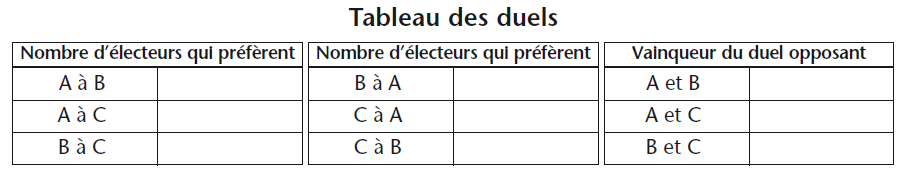 Tableau des duels
Nombre d’électeurs qui préfèrent Nombre d’électeurs qui préfèrent Vainqueur du duel opposant
A à B B à A A et B
A à C C à A A et C
B à C C à B B et C